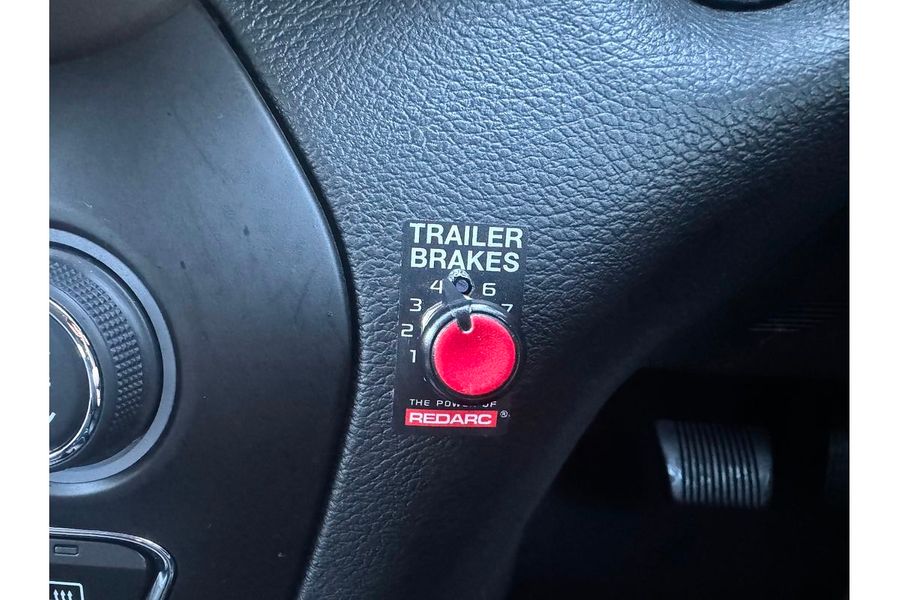 TRAILER
BRAKES
4 6
3 7
2
1
THE POWER OF
REDARC ®